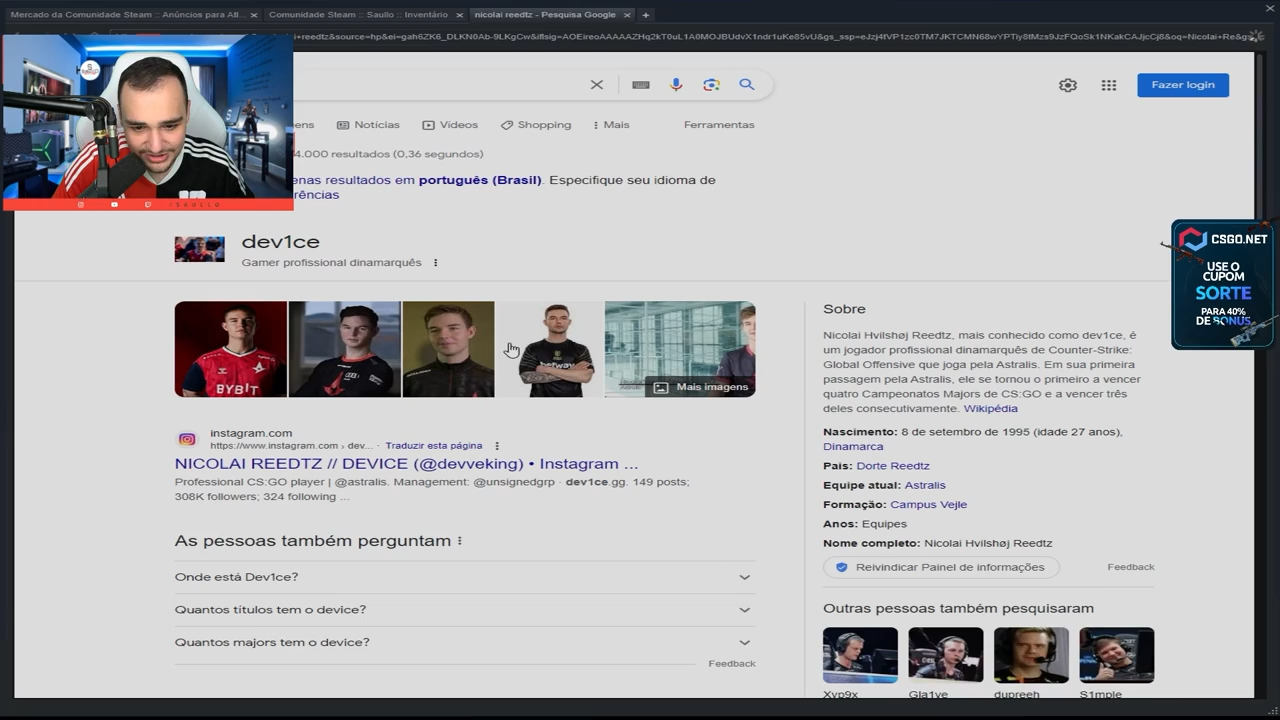 Mercado da Comunidade Steam :: Anúncios para Atl...
Comunidade Steam :: Saullo :: Inventário
nicolai reedtz - Pesquisa Google
Fazer login
Notícias
Vídeos
Shopping
Mais
Ferramentas
4.000 resultados (0,36 segundos)
enas resultados em português (Brasil). Especifique seu idioma de
rências
dev1ce
Gamer profissional dinamarquês
CSGO.NET
USE O
CUPOM
SORTE
PARA 40%
DE BONUS
BYBIT
betway
Mais imagens
instagram.com
https://www.instagram.com › dev... · Traduzir esta página
NICOLAI REEDTZ // DEVICE (@devveking) • Instagram ...
Professional CS:GO player | @astralis. Management: @unsignedgrp · dev1ce.gg. 149 posts;
308K followers; 324 following ...
As pessoas também perguntam
Onde está Dev1ce?
Quantos títulos tem o device?
Quantos majors tem o device?
Feedback
Sobre
Nicolai Hvilshøj Reedtz, mais conhecido como dev1ce, é
um jogador profissional dinamarquês de Counter-Strike:
Global Offensive que joga pela Astralis. Em sua primeira
passagem pela Astralis, ele se tornou o primeiro a vencer
quatro Campeonatos Majors de CS:GO e a vencer três
deles consecutivamente. Wikipédia
Nascimento: 8 de setembro de 1995 (idade 27 anos),
Dinamarca
País: Dorte Reedtz
Equipe atual: Astralis
Formação: Campus Vejle
Anos: Equipes
Nome completo: Nicolai Hvilshøj Reedtz
Reivindicar Painel de informações
Feedback
Outras pessoas também pesquisaram
Xyp9x
Gla1ve
dupreeh
S1mple